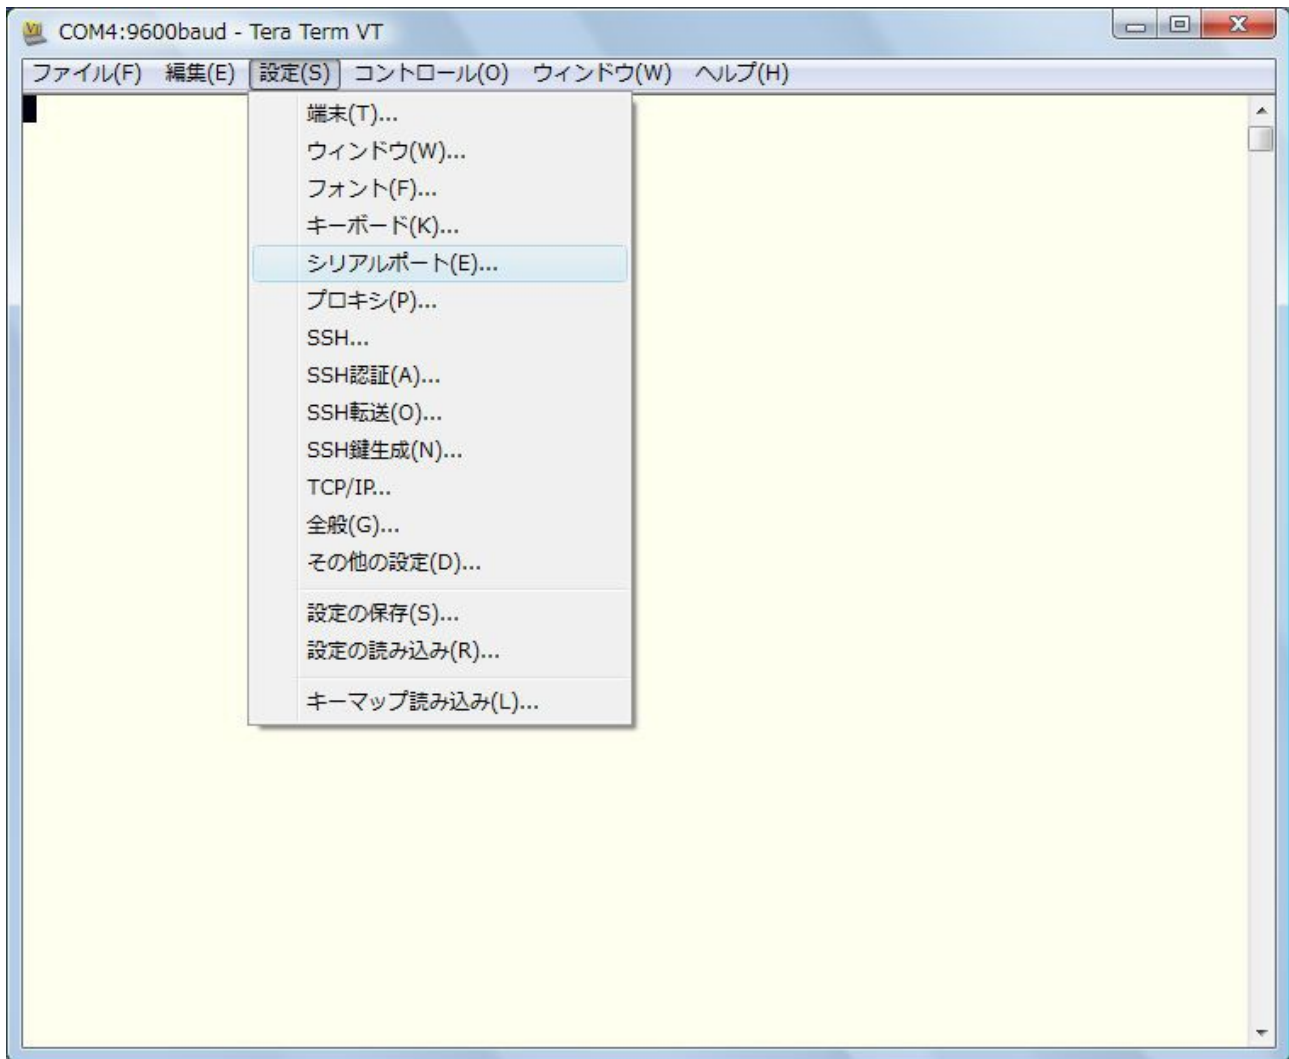 COM4:9600baud - Tera Term VT
ファイル(F) 編集(E) 設定(S) コントロール(O) ウィンドウ(W) ヘルプ(H)
端末(T)...
ウィンドウ(W)...
フォント(F)...
キーボード(K)...
シリアルポート(E)...
プロキシ(P)...
SSH...
SSH認証(A)...
SSH転送(O)...
SSH鍵生成(N)...
TCP/IP...
全般(G)...
その他の設定(D)...
設定の保存(S)...
設定の読み込み(R)...
キーマップ読み込み(L)...